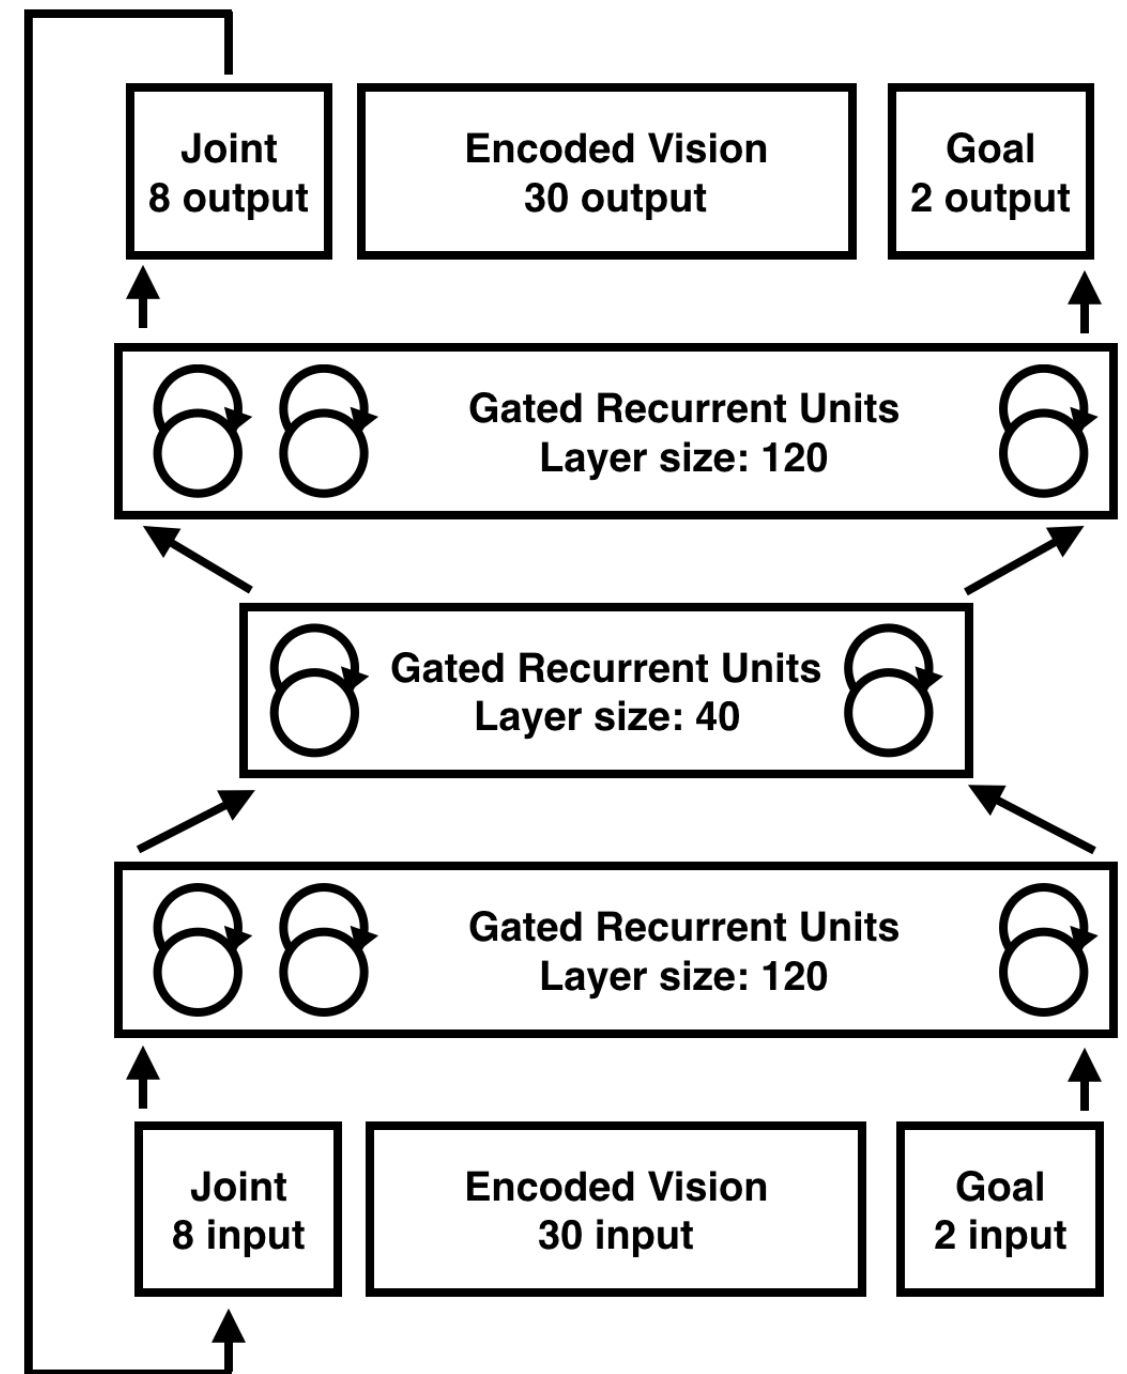 Joint
8 output
Encoded Vision
30 output
Goal
2 output
Gated Recurrent Units
Layer size: 120
Gated Recurrent Units
Layer size: 40
Gated Recurrent Units
Layer size: 120
Joint
8 input
Encoded Vision
30 input
Goal
2 input